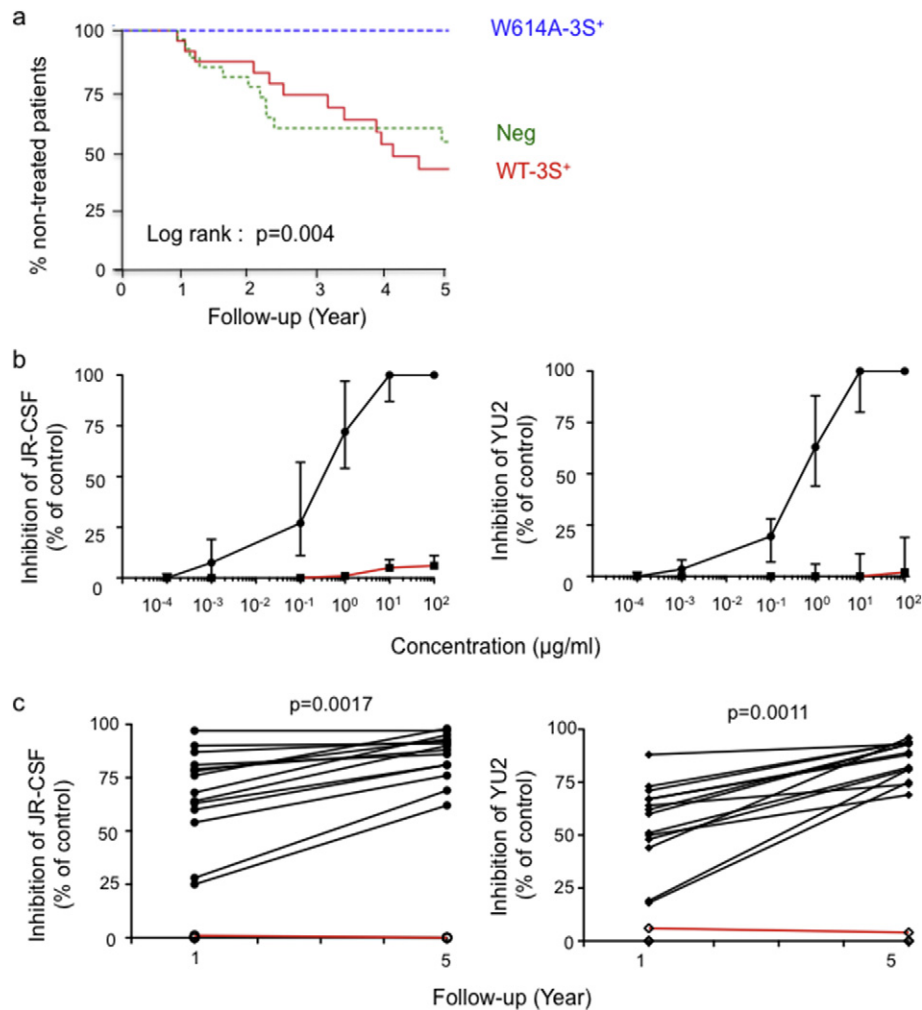 a
W614A-3S⁺
Neg
WT-3S⁺
% non-treated patients
100
75
50
25
0
Log rank : p=0.004
0 1 2 3 4 5
Follow-up (Year)
b
Inhibition of JR-CSF
(% of control)
100
75
50
25
0
10⁻⁴ 10⁻³ 10⁻² 10⁻¹ 10⁰ 10¹ 10²
Inhibition of YU2
(% of control)
100
75
50
25
0
10⁻⁴ 10⁻³ 10⁻² 10⁻¹ 10⁰ 10¹ 10²
Concentration (µg/ml)
c
p=0.0017
Inhibition of JR-CSF
(% of control)
100
75
50
25
0
1 5
p=0.0011
Inhibition of YU2
(% of control)
100
75
50
25
0
1 5
Follow-up (Year)